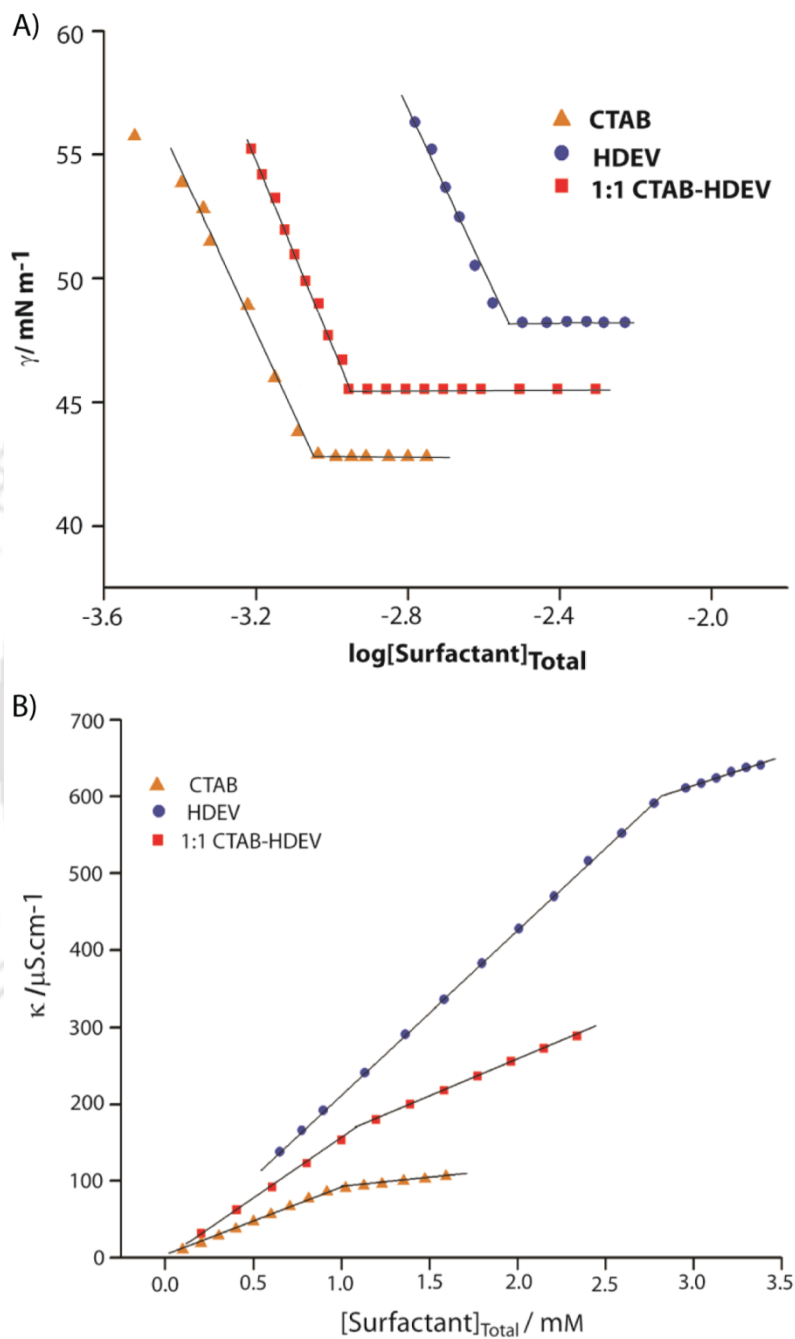 A)
60
55
50
45
40
γ/ mN m-1
CTAB
HDEV
1:1 CTAB-HDEV
-3.6 -3.2 -2.8 -2.4 -2.0
log[Surfactant]Total
B)
700
600
500
400
300
200
100
0
κ /µS.cm-1
CTAB
HDEV
1:1 CTAB-HDEV
0.0 0.5 1.0 1.5 2.0 2.5 3.0 3.5
[Surfactant]Total / mM